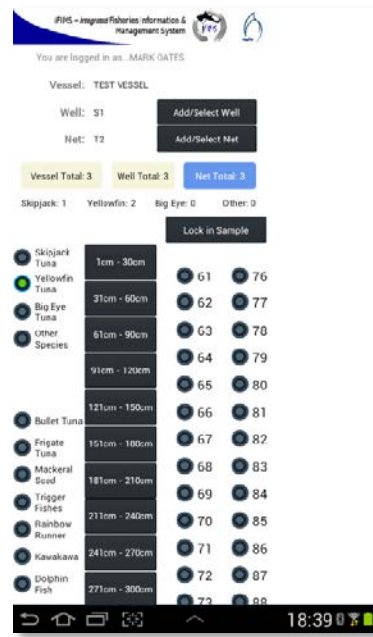 iFIMS – integrated Fisheries Information &
Management System
You are logged in as...MARK OATES
Vessel: TEST VESSEL
Well: S1
Add/Select Well
Net: T2
Add/Select Net
Vessel Total: 3 Well Total: 3 Net Total: 3
Skipjack: 1 Yellowfin: 2 Big Eye: 0 Other: 0
Lock in Sample
Skipjack
Tuna
Yellowfin
Tuna
Big Eye
Tuna
Other
Species
Bullet Tuna
Frigate
Tuna
Mackeral
Scad
Trigger
Fishes
Rainbow
Runner
Kawakawa
Dolphin
Fish
1cm - 30cm
31cm - 60cm
61cm - 90cm
91cm - 120cm
121cm - 150cm
151cm - 180cm
181cm - 210cm
211cm - 240cm
241cm - 270cm
271cm - 300cm
61 76
62 77
63 78
64 79
65 80
66 81
67 82
68 83
69 84
70 85
71 86
72 87
73 88
18:39